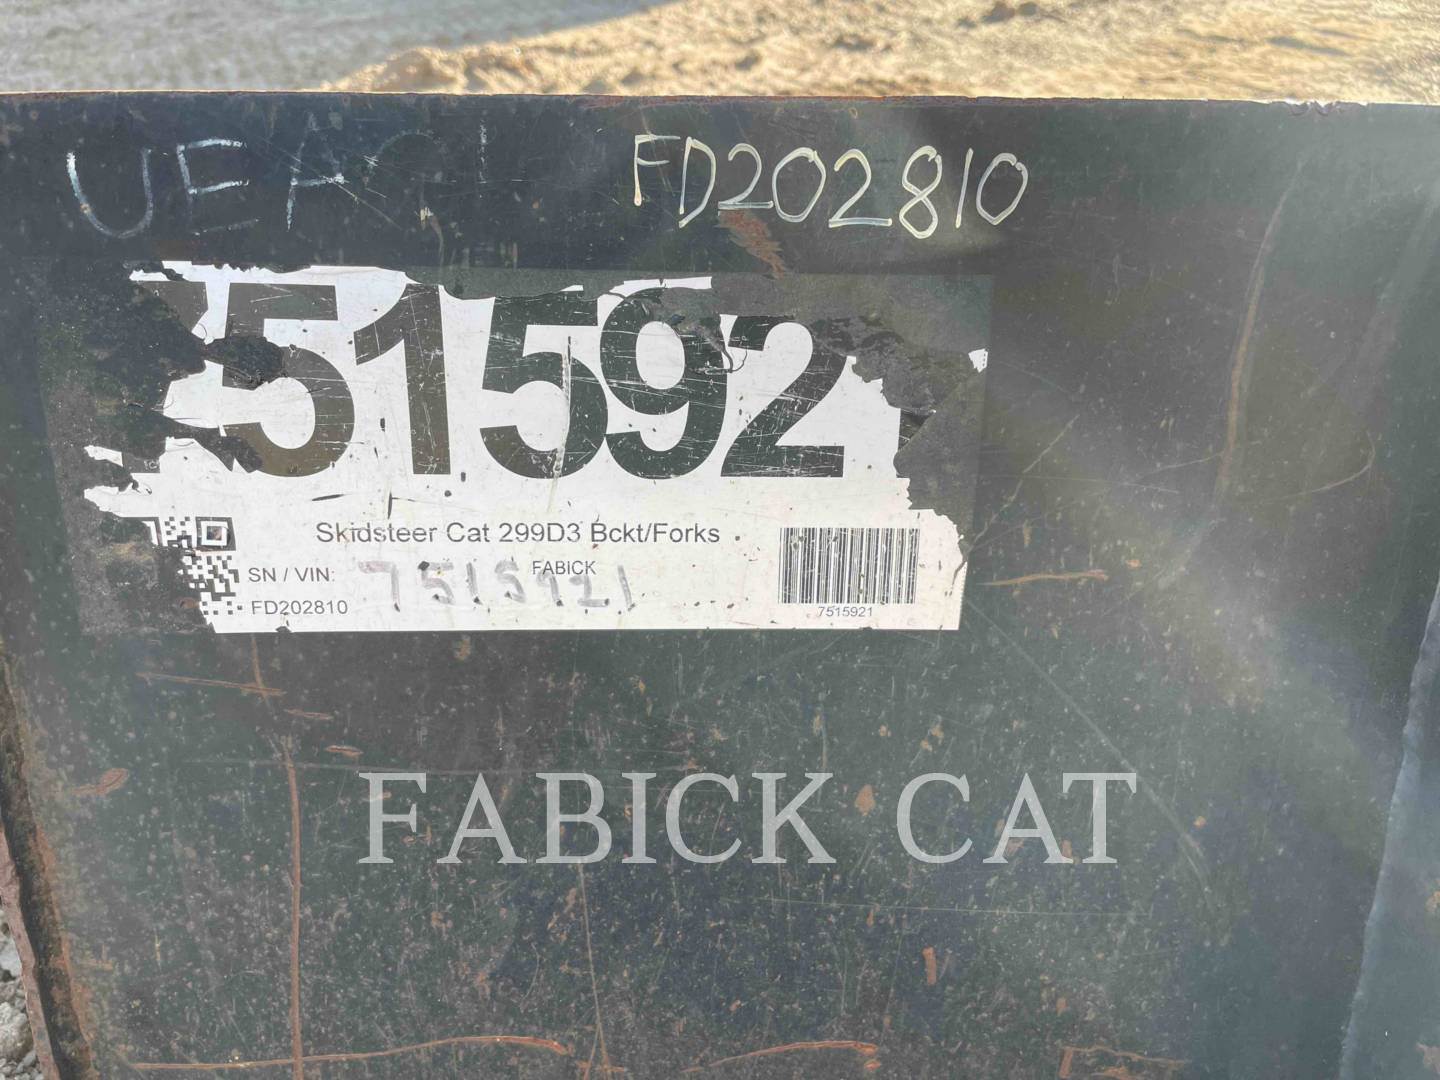 FD202810
51592
Skidsteer Cat 299D3 Bckt/Forks
SN / VIN: 7515921 FABICK
FD202810
7515921
FABICK CAT